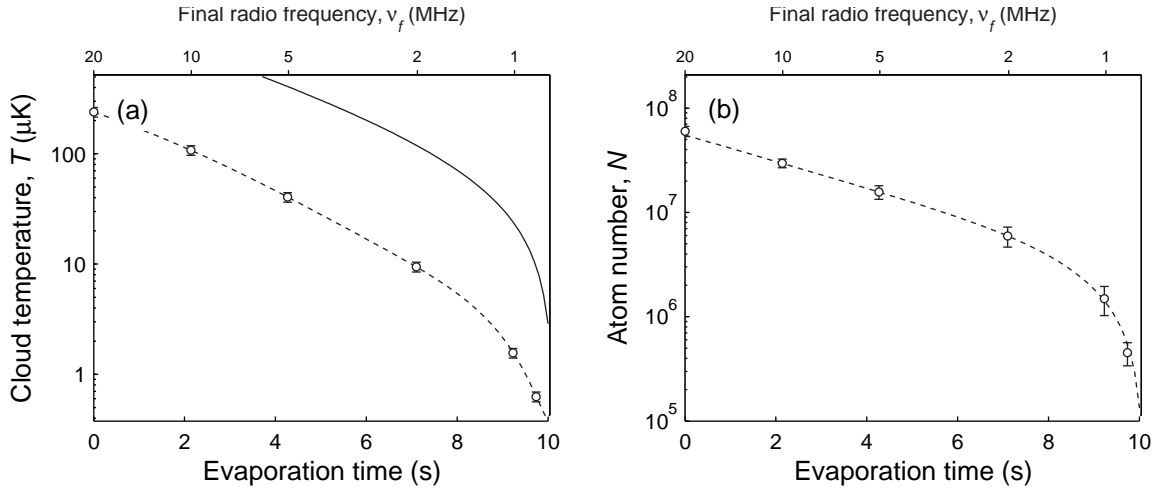 Final radio frequency, ν_f (MHz)
20 10 5 2 1
(a)
Cloud temperature, T (μK)
100
10
1
0 2 4 6 8 10
Evaporation time (s)
Final radio frequency, ν_f (MHz)
20 10 5 2 1
(b)
Atom number, N
10^8
10^7
10^6
10^5
0 2 4 6 8 10
Evaporation time (s)